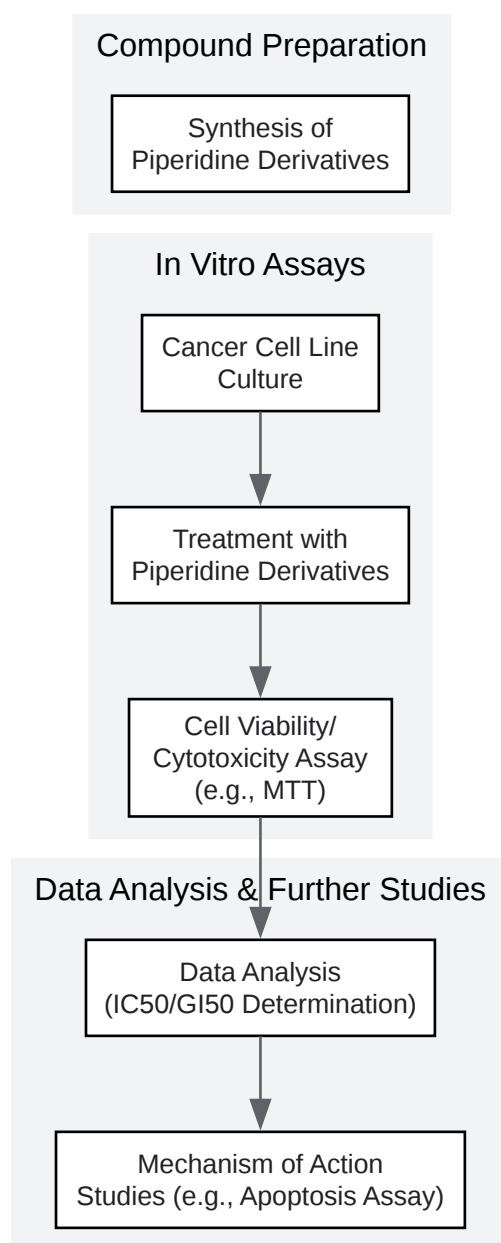 Compound Preparation
Synthesis of
Piperidine Derivatives
In Vitro Assays
Cancer Cell Line
Culture
Treatment with
Piperidine Derivatives
Cell Viability/
Cytotoxicity Assay
(e.g., MTT)
Data Analysis & Further Studies
Data Analysis
(IC50/GI50 Determination)
Mechanism of Action
Studies (e.g., Apoptosis Assay)